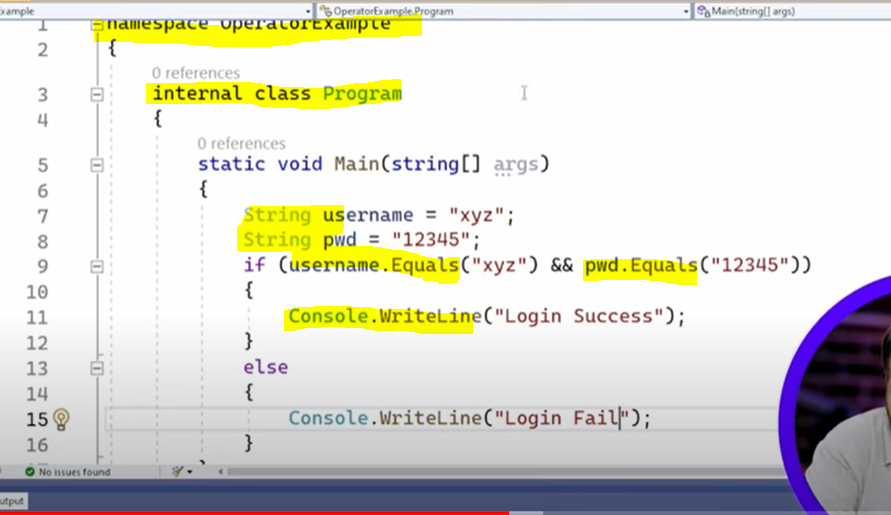 xample OperatorExample.Program Main(string[] args)
1 namespace OperatorExample
2 {
0 references
3 internal class Program
4 {
0 references
5 static void Main(string[] args)
6 {
7 String username = "xyz";
8 String pwd = "12345";
9 if (username.Equals("xyz") && pwd.Equals("12345"))
10 {
11 Console.WriteLine("Login Success");
12 }
13 else
14 {
15 Console.WriteLine("Login Fail");
16 }
No issues found
utput